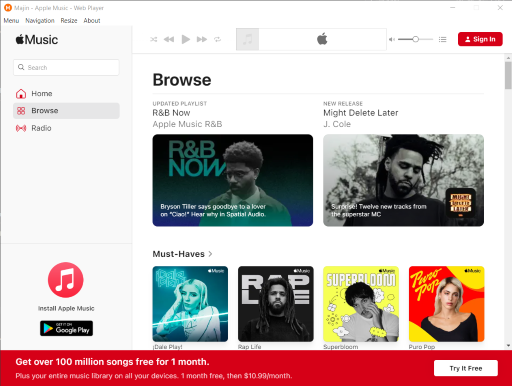 Majin - Apple Music - Web Player
Menu Navigation Resize About
Music
Search
Home
Browse
Radio
Install Apple Music
GET IT ON
Google Play
Sign In
Browse
UPDATED PLAYLIST
R&B Now
Apple Music R&B
R&B
NOW
Bryson Tiller says goodbye to a lover
on "Ciao!" Hear why in Spatial Audio.
NEW RELEASE
Might Delete Later
J. Cole
Surprise! Twelve new tracks from
the superstar MC
MIGHT
DELETE
LATER
Must-Haves
Music
¡Dale Play!
Music
RAP
LIFE
Rap Life
Music
SUPERBLOOM
Superbloom
Music
Puro
Pop
Puro Pop
Get over 100 million songs free for 1 month.
Plus your entire music library on all your devices. 1 month free, then $10.99/month.
Try It Free